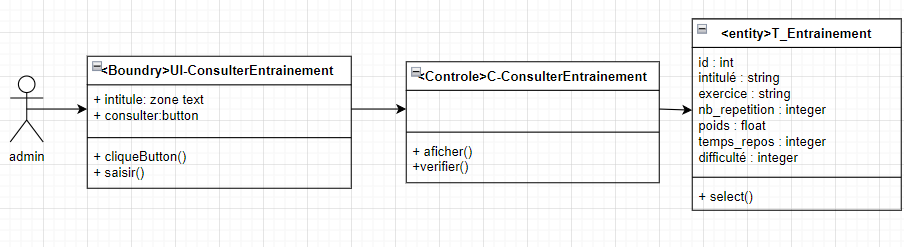 admin
<Boundry>UI-ConsulterEntrainement
+ intitule: zone text
+ consulter:button
+ cliqueButton()
+ saisir()
<Controle>C-ConsulterEntrainement
+ aficher()
+verifier()
<entity>T_Entrainement
id : int
intitulé : string
exercice : string
nb_repetition : integer
poids : float
temps_repos : integer
difficulté : integer
+ select()